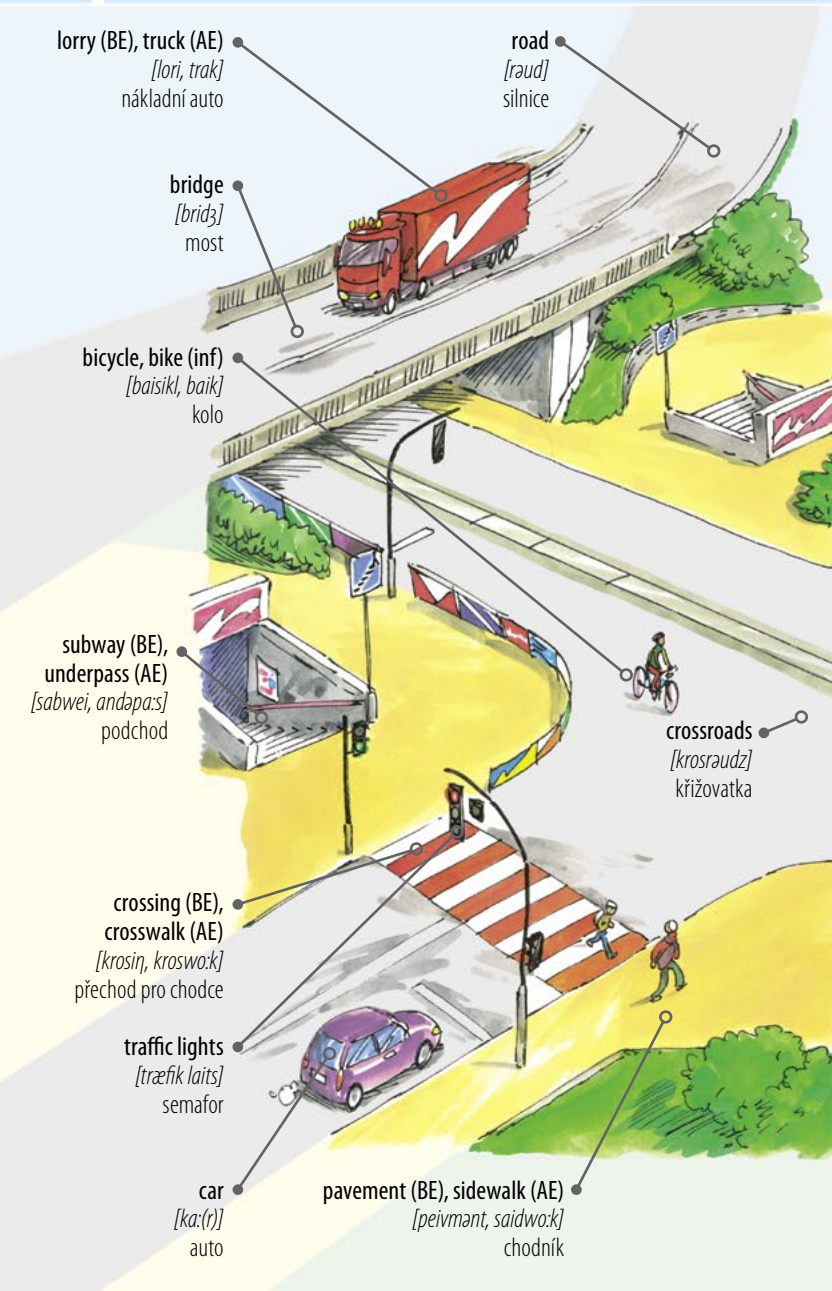 lorry (BE), truck (AE)
[lori, trak]
nákladní auto
road
[rəud]
silnice
bridge
[bridʒ]
most
bicycle, bike (inf)
[baisikl, baik]
kolo
subway (BE),
underpass (AE)
[sabwei, andəpa:s]
podchod
crossroads
[krosrəudz]
křižovatka
crossing (BE),
crosswalk (AE)
[krosiŋ, kroswo:k]
přechod pro chodce
traffic lights
[træfik laits]
semafor
car
[ka:(r)]
auto
pavement (BE), sidewalk (AE)
[peivmənt, saidwo:k]
chodník